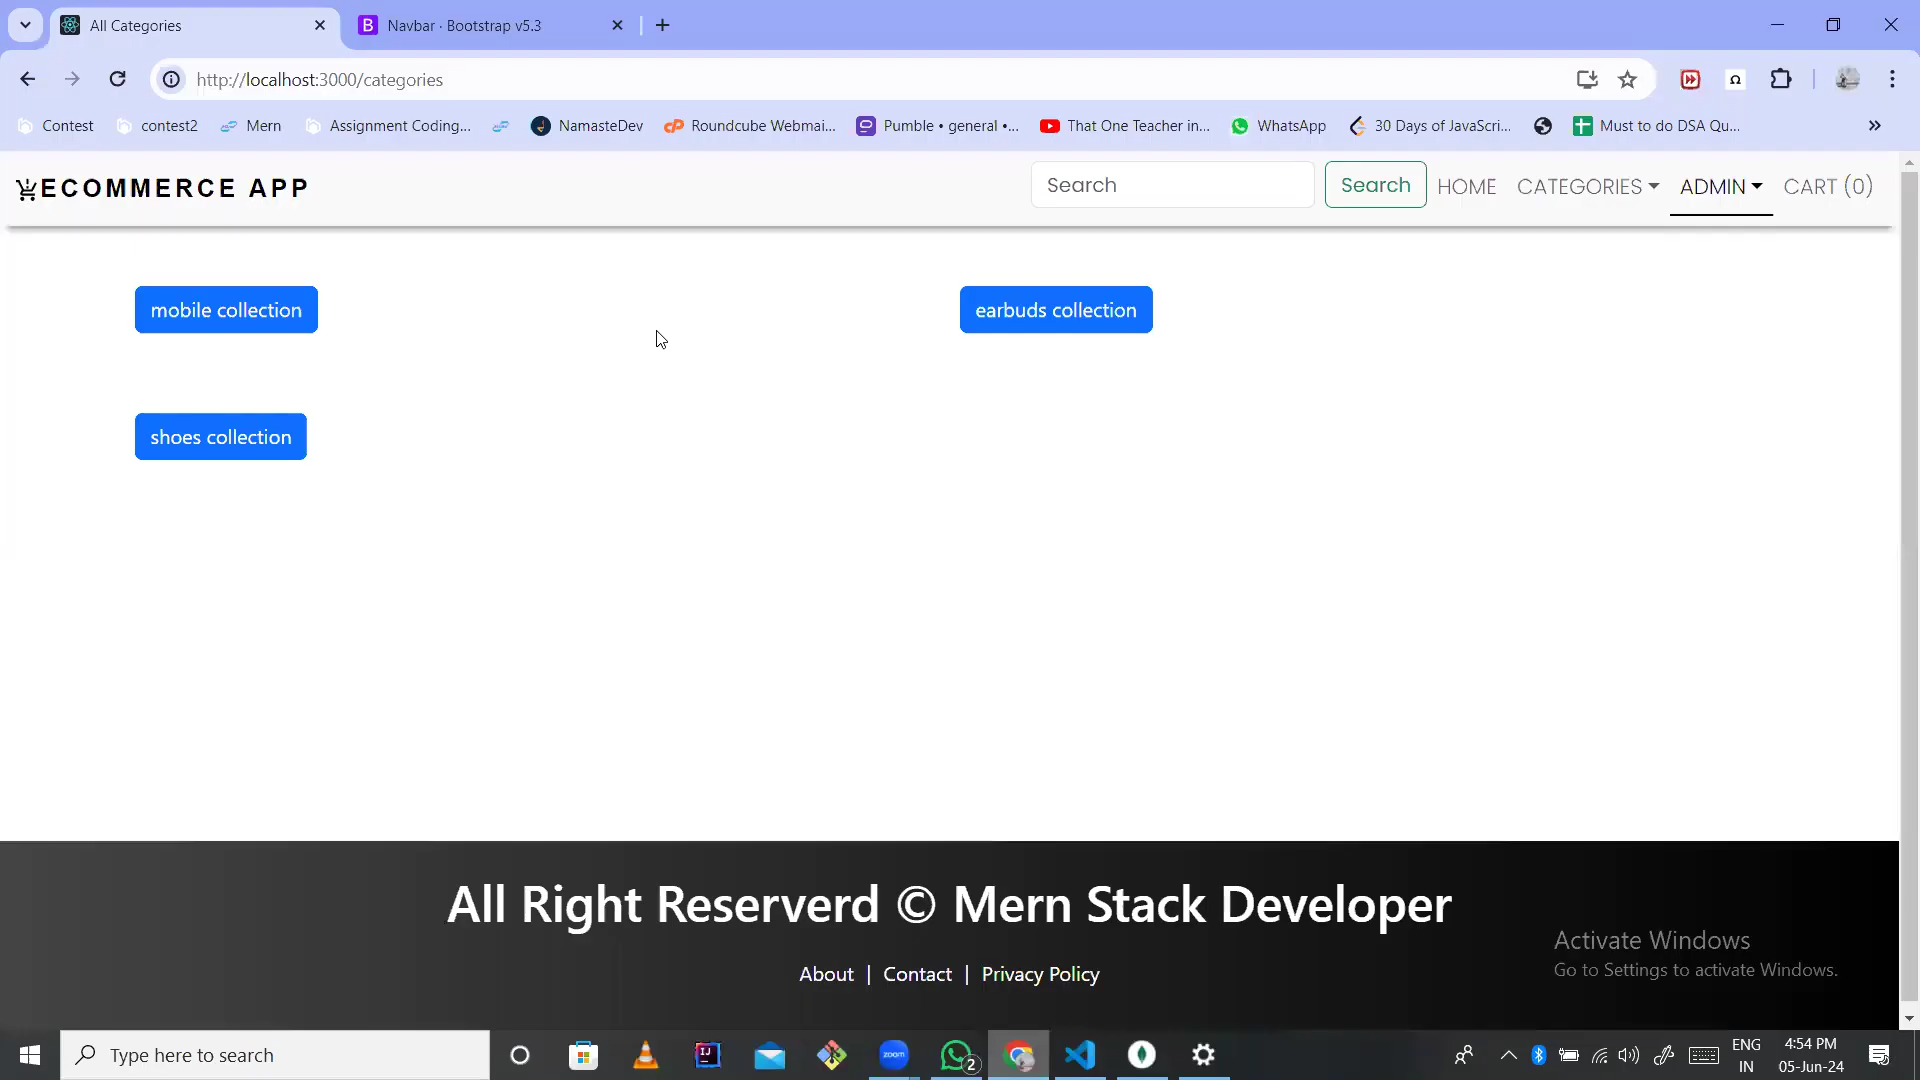 All Categories
Navbar · Bootstrap v5.3
http://localhost:3000/categories
Contest
contest2
Mern
Assignment Coding...
NamasteDev
Roundcube Webmai...
Pumble • general •...
That One Teacher in...
WhatsApp
30 Days of JavaScri...
Must to do DSA Qu...
ECOMMERCE APP
Search
Search
HOME
CATEGORIES
ADMIN
CART (0)
mobile collection
earbuds collection
shoes collection
All Right Reserverd © Mern Stack Developer
About | Contact | Privacy Policy
Activate Windows
Go to Settings to activate Windows.
Type here to search
zoom
2
ENG
IN
4:54 PM
05-Jun-24